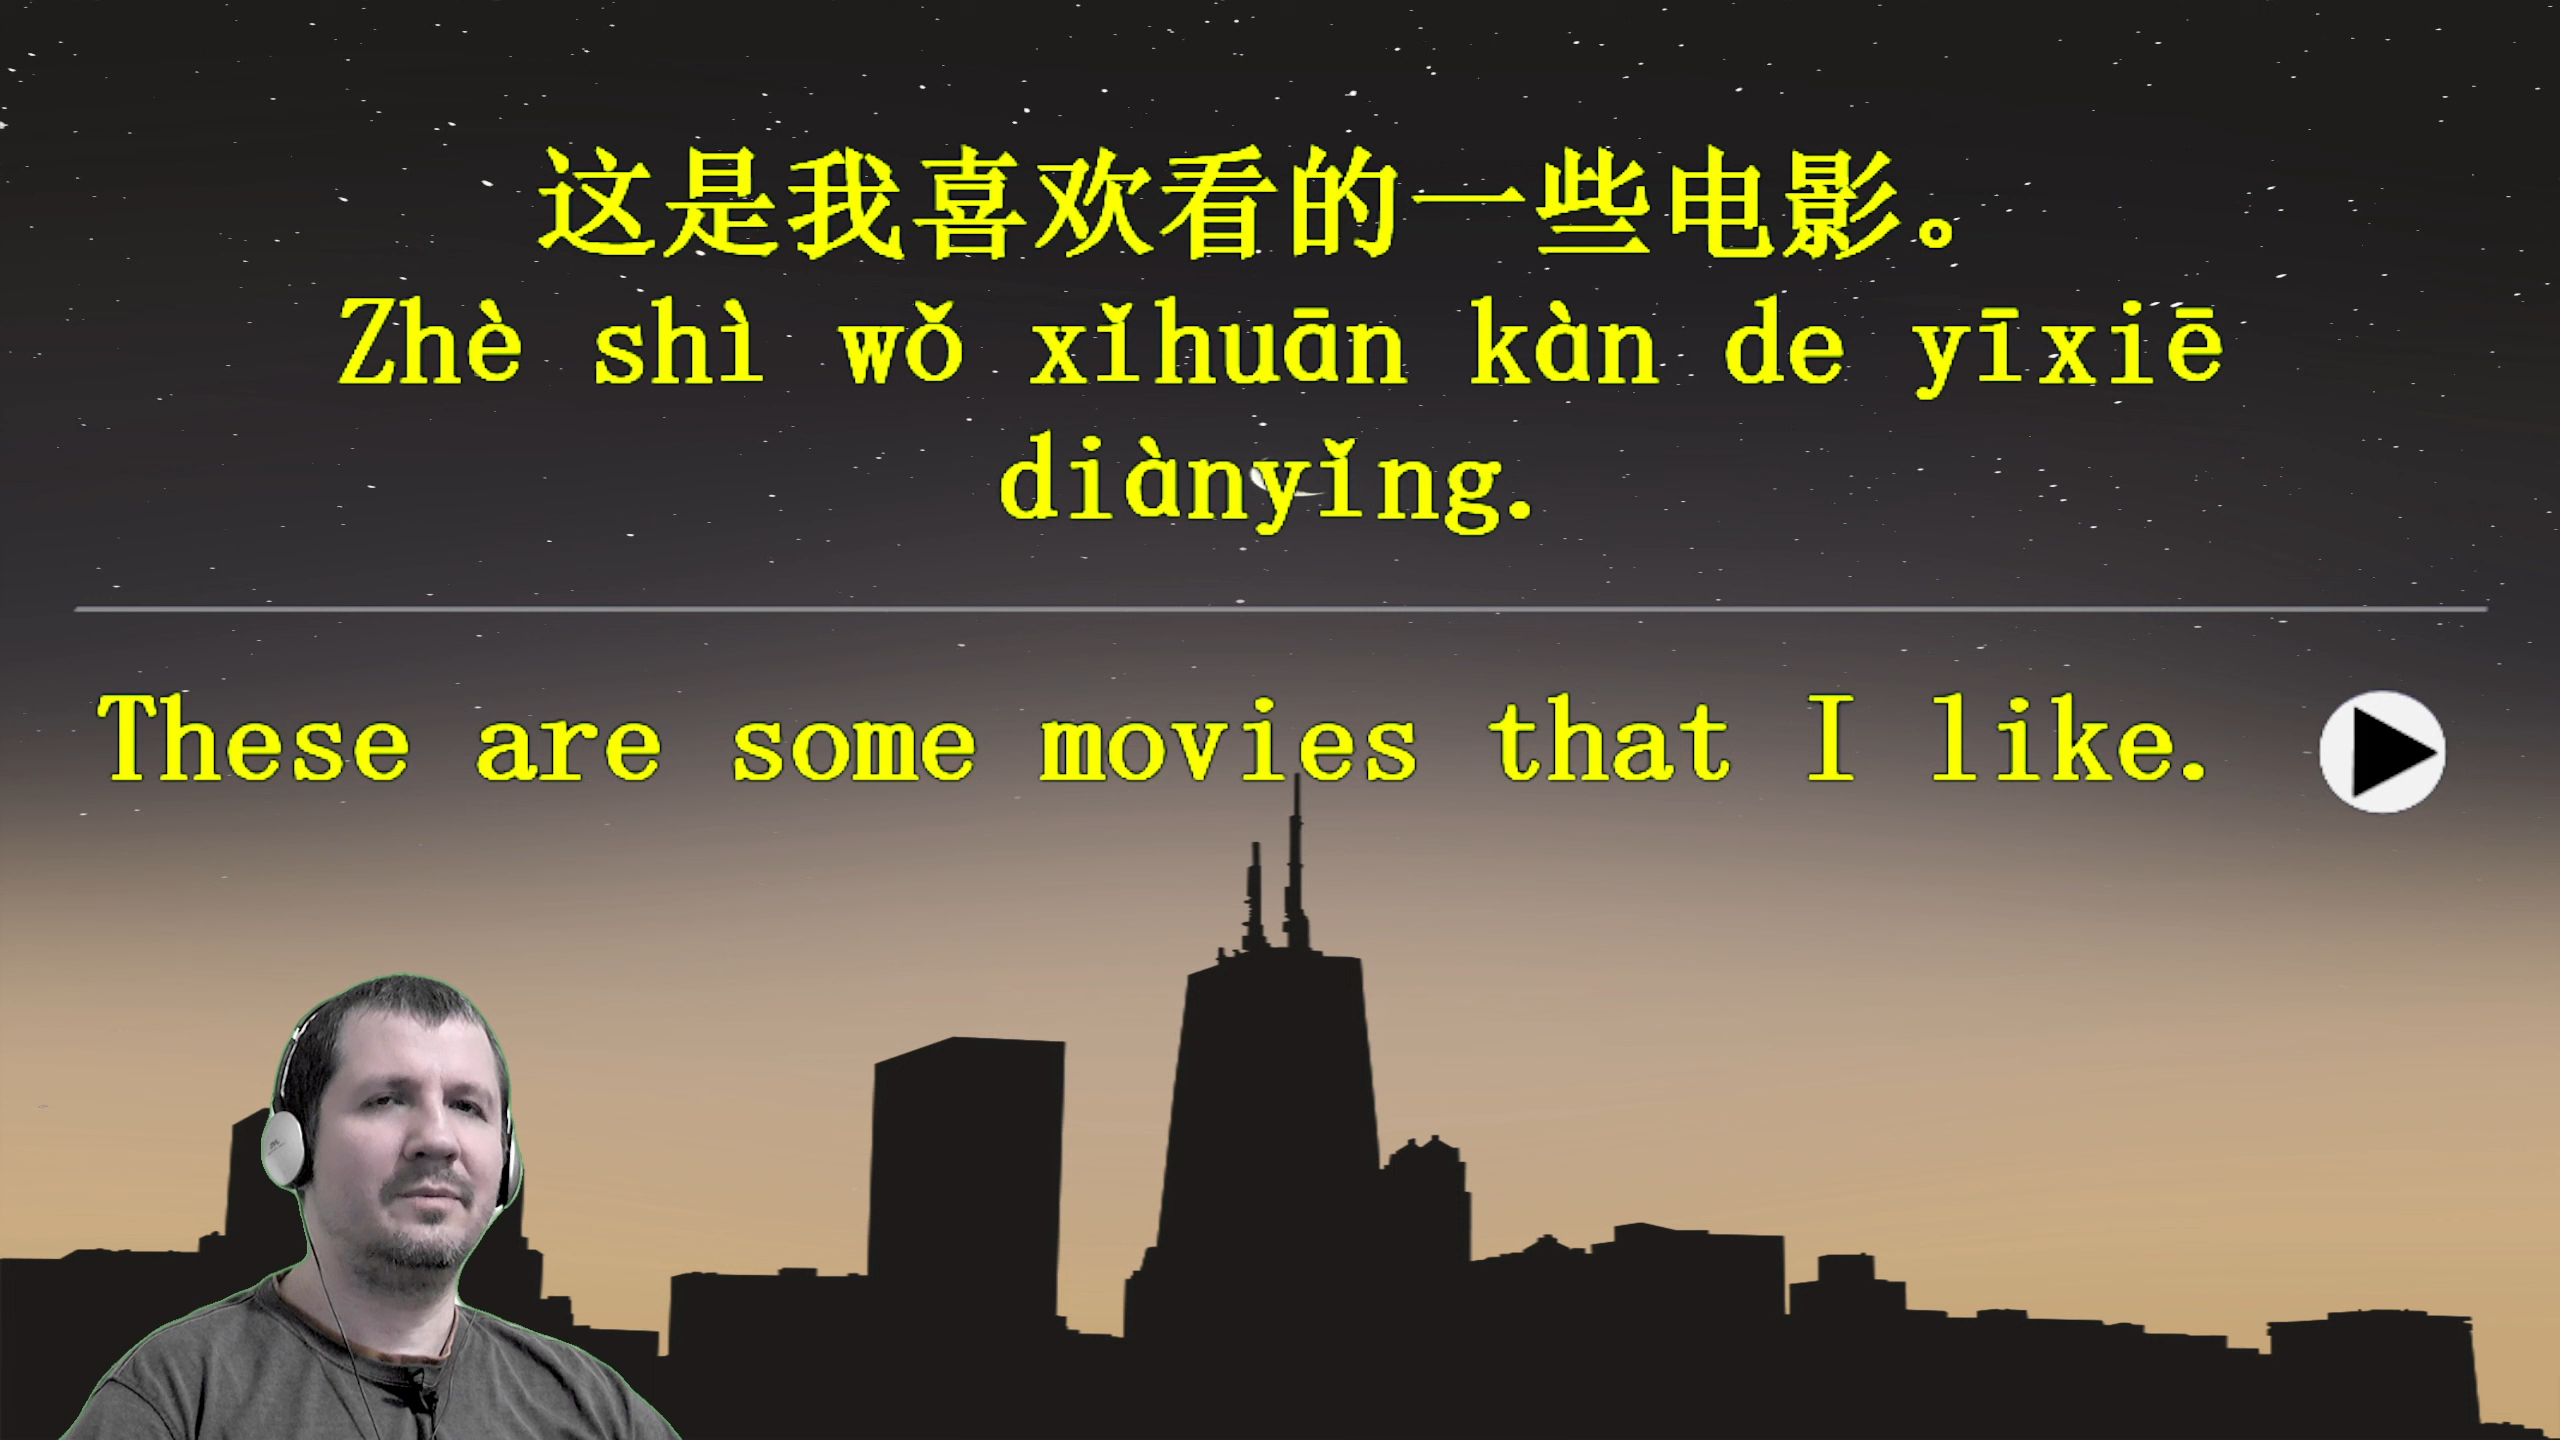 这是我喜欢看的一些电影。
Zhè shì wǒ xǐhuān kàn de yīxiē
diànyǐng.
These are some movies that I like.